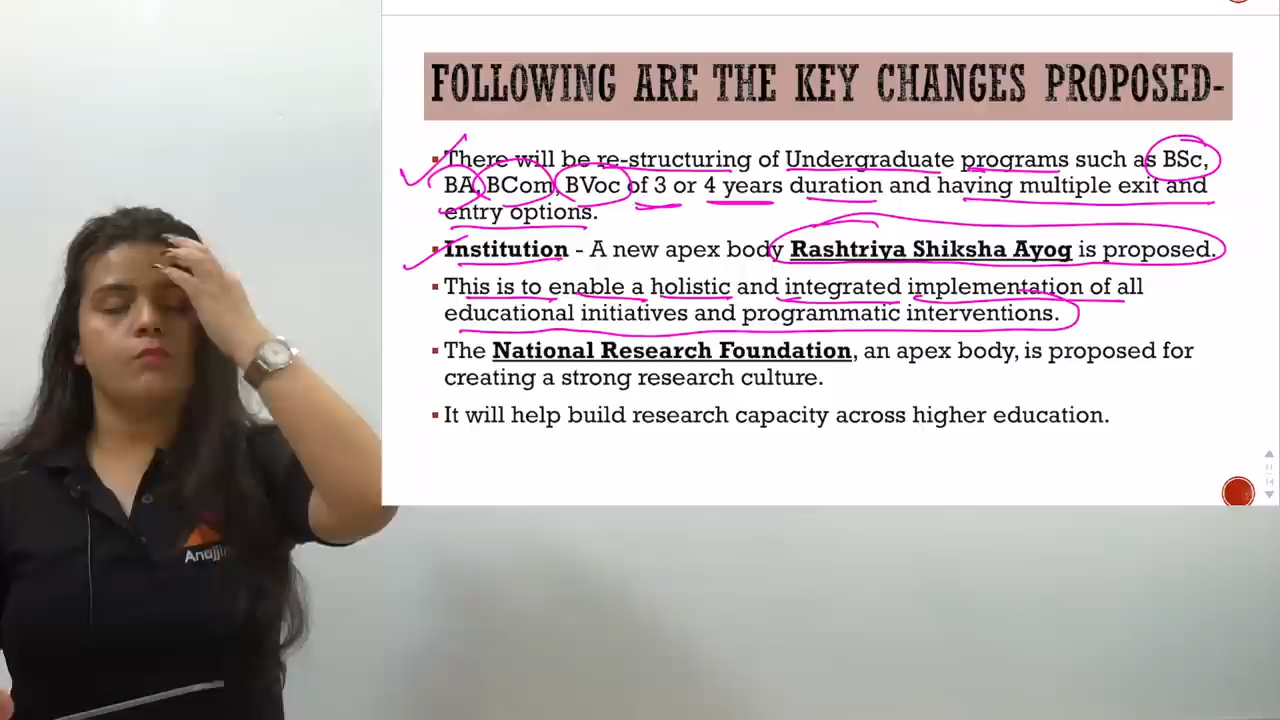 FOLLOWING ARE THE KEY CHANGES PROPOSED-
▪ There will be re-structuring of Undergraduate programs such as BSc,
BA, BCom, BVoc of 3 or 4 years duration and having multiple exit and
entry options.
▪ Institution - A new apex body Rashtriya Shiksha Ayog is proposed.
▪ This is to enable a holistic and integrated implementation of all
educational initiatives and programmatic interventions.
▪ The National Research Foundation, an apex body, is proposed for
creating a strong research culture.
▪ It will help build research capacity across higher education.